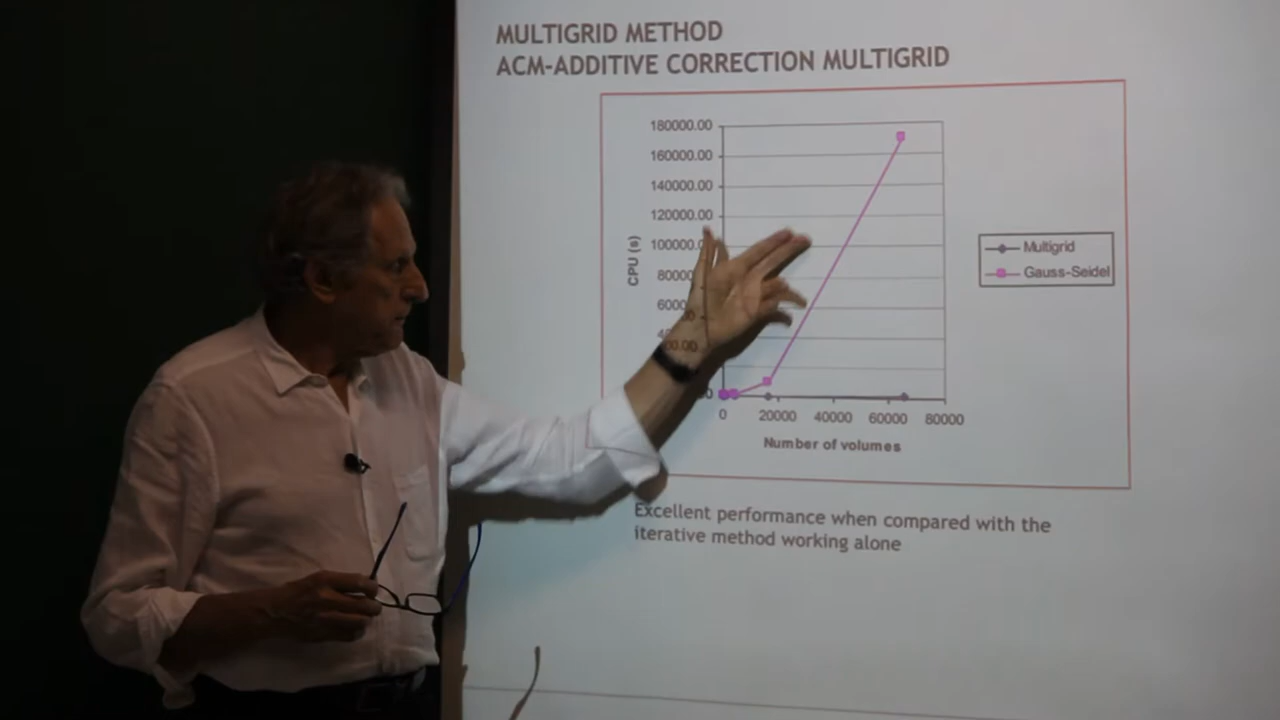 MULTIGRID METHOD
ACM-ADDITIVE CORRECTION MULTIGRID
180000.00
160000.00
140000.00
120000.00
CPU (s)
Multigrid
Gauss-Seidel
0 20000 40000 60000 80000
Number of volumes
Excellent performance when compared with the
iterative method working alone